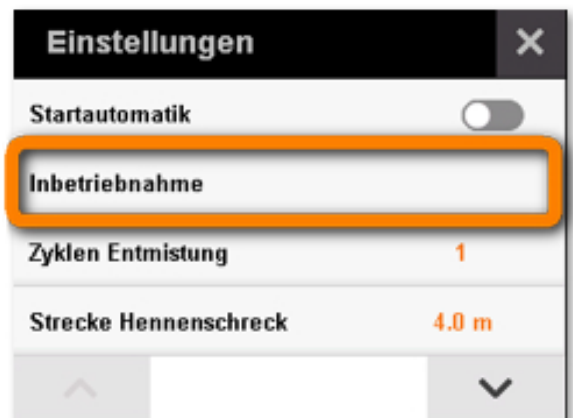 Einstellungen
Startautomatik
Inbetriebnahme
Zyklen Entmistung 1
Strecke Hennenschreck 4.0 m